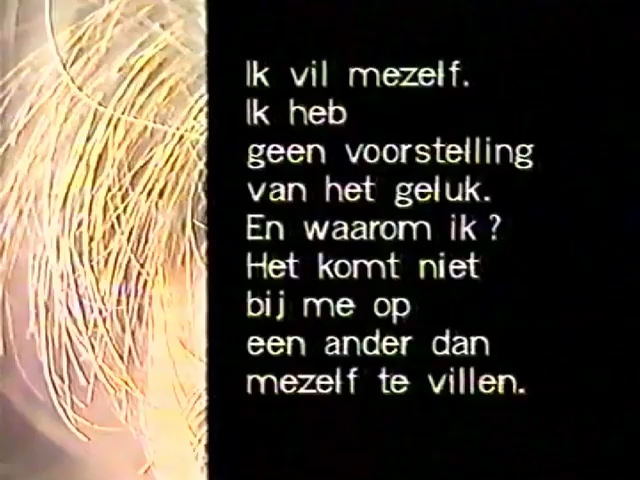 Ik vil mezelf.
Ik heb
geen voorstelling
van het geluk.
En waarom ik?
Het komt niet
bij me op
een ander dan
mezelf te villen.